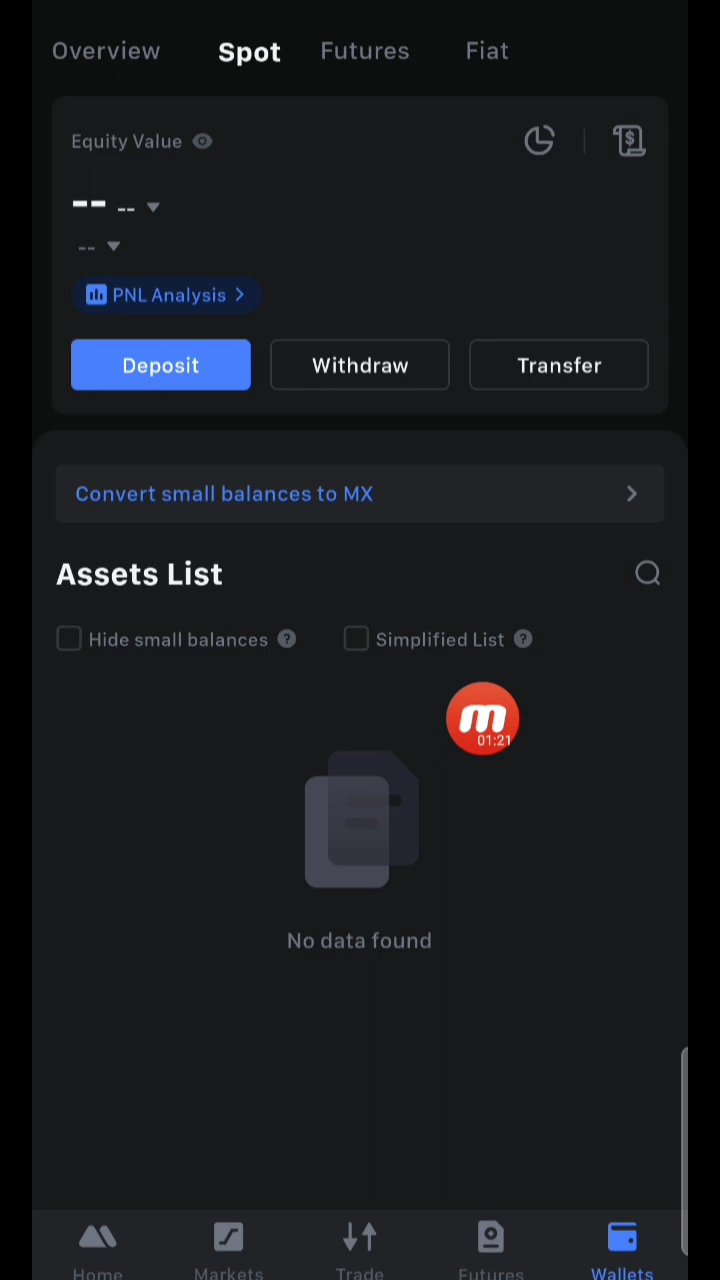 Overview Spot Futures Fiat
Equity Value
-- --
--
PNL Analysis
Deposit Withdraw Transfer
Convert small balances to MX
Assets List
Hide small balances ? Simplified List ?
m
01:21
No data found
Home Markets Trade Futures Wallets